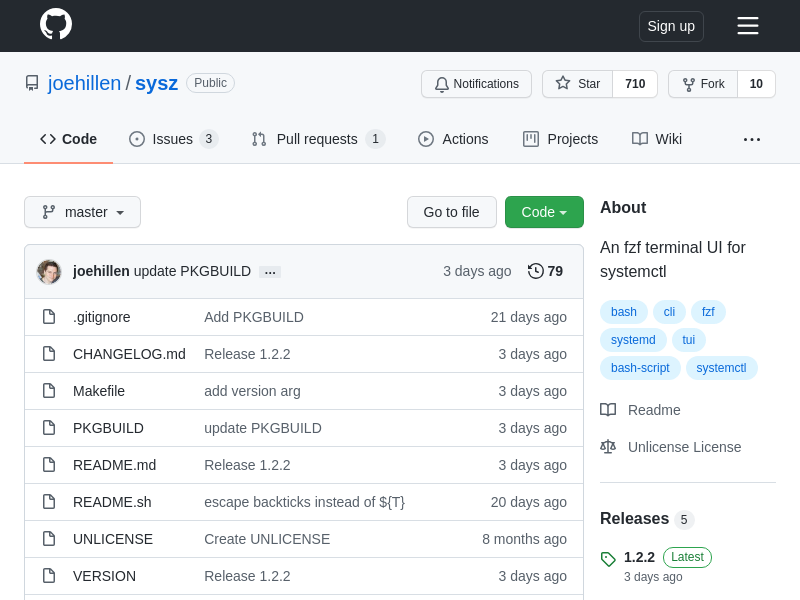 Sign up
joehillen / sysz Public
Notifications Star 710 Fork 10
Code Issues 3 Pull requests 1 Actions Projects Wiki ...
master Go to file Code
joehillen update PKGBUILD ... 3 days ago 79
.gitignore Add PKGBUILD 21 days ago
CHANGELOG.md Release 1.2.2 3 days ago
Makefile add version arg 3 days ago
PKGBUILD update PKGBUILD 3 days ago
README.md Release 1.2.2 3 days ago
README.sh escape backticks instead of ${T} 20 days ago
UNLICENSE Create UNLICENSE 8 months ago
VERSION Release 1.2.2 3 days ago
About
An fzf terminal UI for
systemctl
bash cli fzf
systemd tui
bash-script systemctl
Readme
Unlicense License
Releases 5
1.2.2 Latest
3 days ago